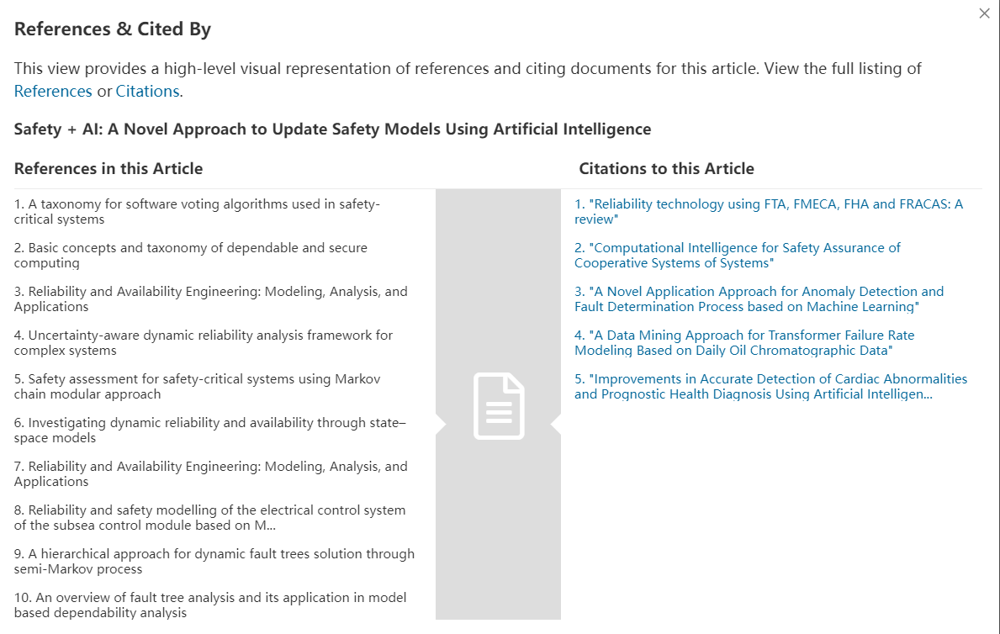 References & Cited By
This view provides a high-level visual representation of references and citing documents for this article. View the full listing of
References or Citations.
Safety + AI: A Novel Approach to Update Safety Models Using Artificial Intelligence
References in this Article
1. A taxonomy for software voting algorithms used in safety-
critical systems
2. Basic concepts and taxonomy of dependable and secure
computing
3. Reliability and Availability Engineering: Modeling, Analysis, and
Applications
4. Uncertainty-aware dynamic reliability analysis framework for
complex systems
5. Safety assessment for safety-critical systems using Markov
chain modular approach
6. Investigating dynamic reliability and availability through state–
space models
7. Reliability and Availability Engineering: Modeling, Analysis, and
Applications
8. Reliability and safety modelling of the electrical control system
of the subsea control module based on M...
9. A hierarchical approach for dynamic fault trees solution through
semi-Markov process
10. An overview of fault tree analysis and its application in model
based dependability analysis
Citations to this Article
1. "Reliability technology using FTA, FMECA, FHA and FRACAS: A
review"
2. "Computational Intelligence for Safety Assurance of
Cooperative Systems of Systems"
3. "A Novel Application Approach for Anomaly Detection and
Fault Determination Process based on Machine Learning"
4. "A Data Mining Approach for Transformer Failure Rate
Modeling Based on Daily Oil Chromatographic Data"
5. "Improvements in Accurate Detection of Cardiac Abnormalities
and Prognostic Health Diagnosis Using Artificial Intelligen...